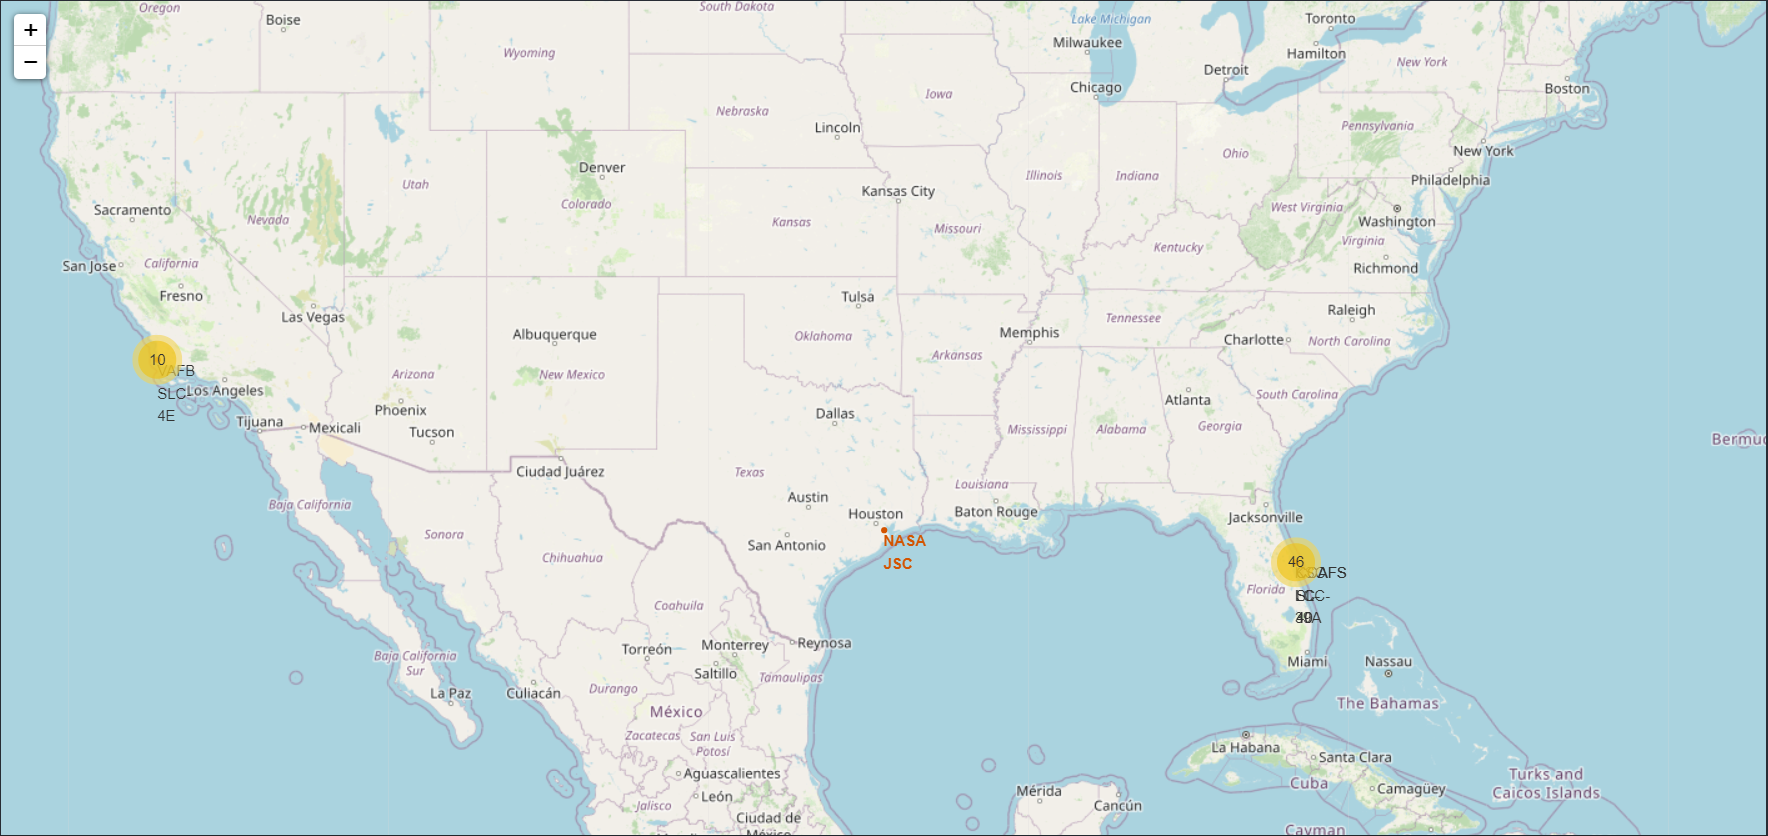 Oregon
Boise
South Dakota
Lake Michigan
Toronto
+
−
Wyoming
Milwaukee
Hamilton
New York
Detroit
Chicago
Boston
Iowa
Nebraska
Lincoln
Pennsylvania
New York
Ohio
Denver
Utah
Kansas City
Illinois
Indiana
Philadelphia
Colorado
Sacramento
Nevada
Kansas
Missouri
West Virginia
Washington
Kentucky
Virginia
San Jose
California
Richmond
Fresno
Tulsa
Las Vegas
Raleigh
Albuquerque
Oklahoma
Memphis
Tennessee
Charlotte
North Carolina
10
Arkansas
VAFB
SLC-
4E
Los Angeles
Arizona
New Mexico
South Carolina
Phoenix
Dallas
Atlanta
Tijuana
Mexicali
Tucson
Mississippi
Alabama
Georgia
Ciudad Juárez
Texas
Louisiana
Baja California
Austin
Houston
Baton Rouge
Jacksonville
Sonora
San Antonio
NASA
JSC
Chihuahua
46
Florida
Coahuila
Torreón
Monterrey
Reynosa
Baja California
Sur
Saltillo
Tamaulipas
Miami
Nassau
La Paz
Culiacán
Durango
México
The Bahamas
Zacatecas
San Luis
Potosí
La Habana
Santa Clara
Aguascalientes
Cuba
Camagüey
Turks and
Caicos Islands
León
Jalisco
Mérida
Cancún
Ciudad de
México
Cayman